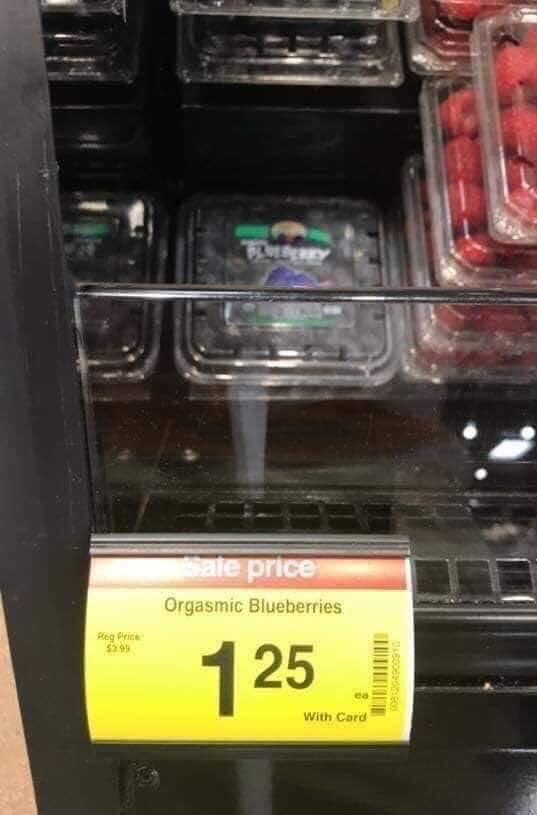 BLUEBERRY
Sale price
Orgasmic Blueberries
Reg Price
$3.99
1 25
ea
With Card